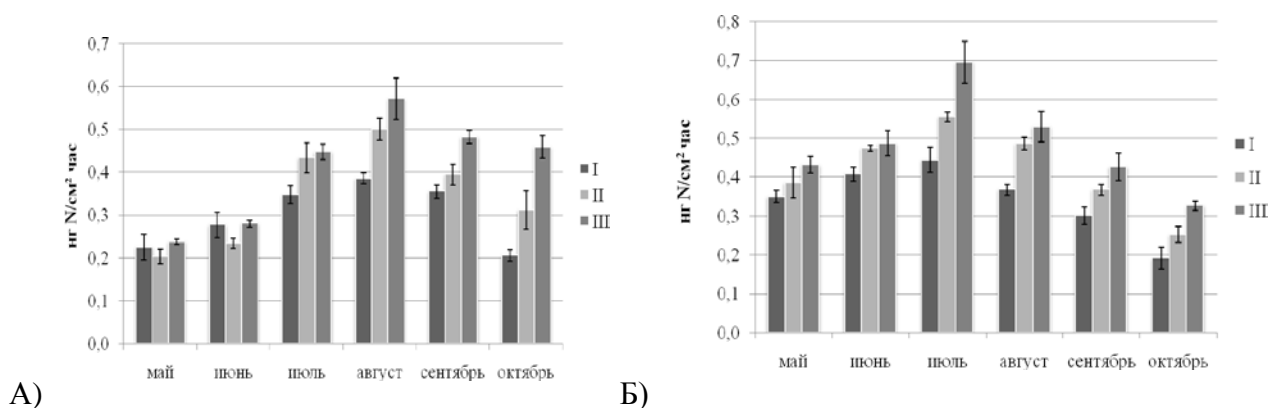 0,7
0,6
0,5
0,4
0,3
0,2
0,1
0,0
нг N/см² час
май июнь июль август сентябрь октябрь
I
II
III
А)
0,8
0,7
0,6
0,5
0,4
0,3
0,2
0,1
0,0
нг N/см² час
май июнь июль август сентябрь октябрь
I
II
III
Б)